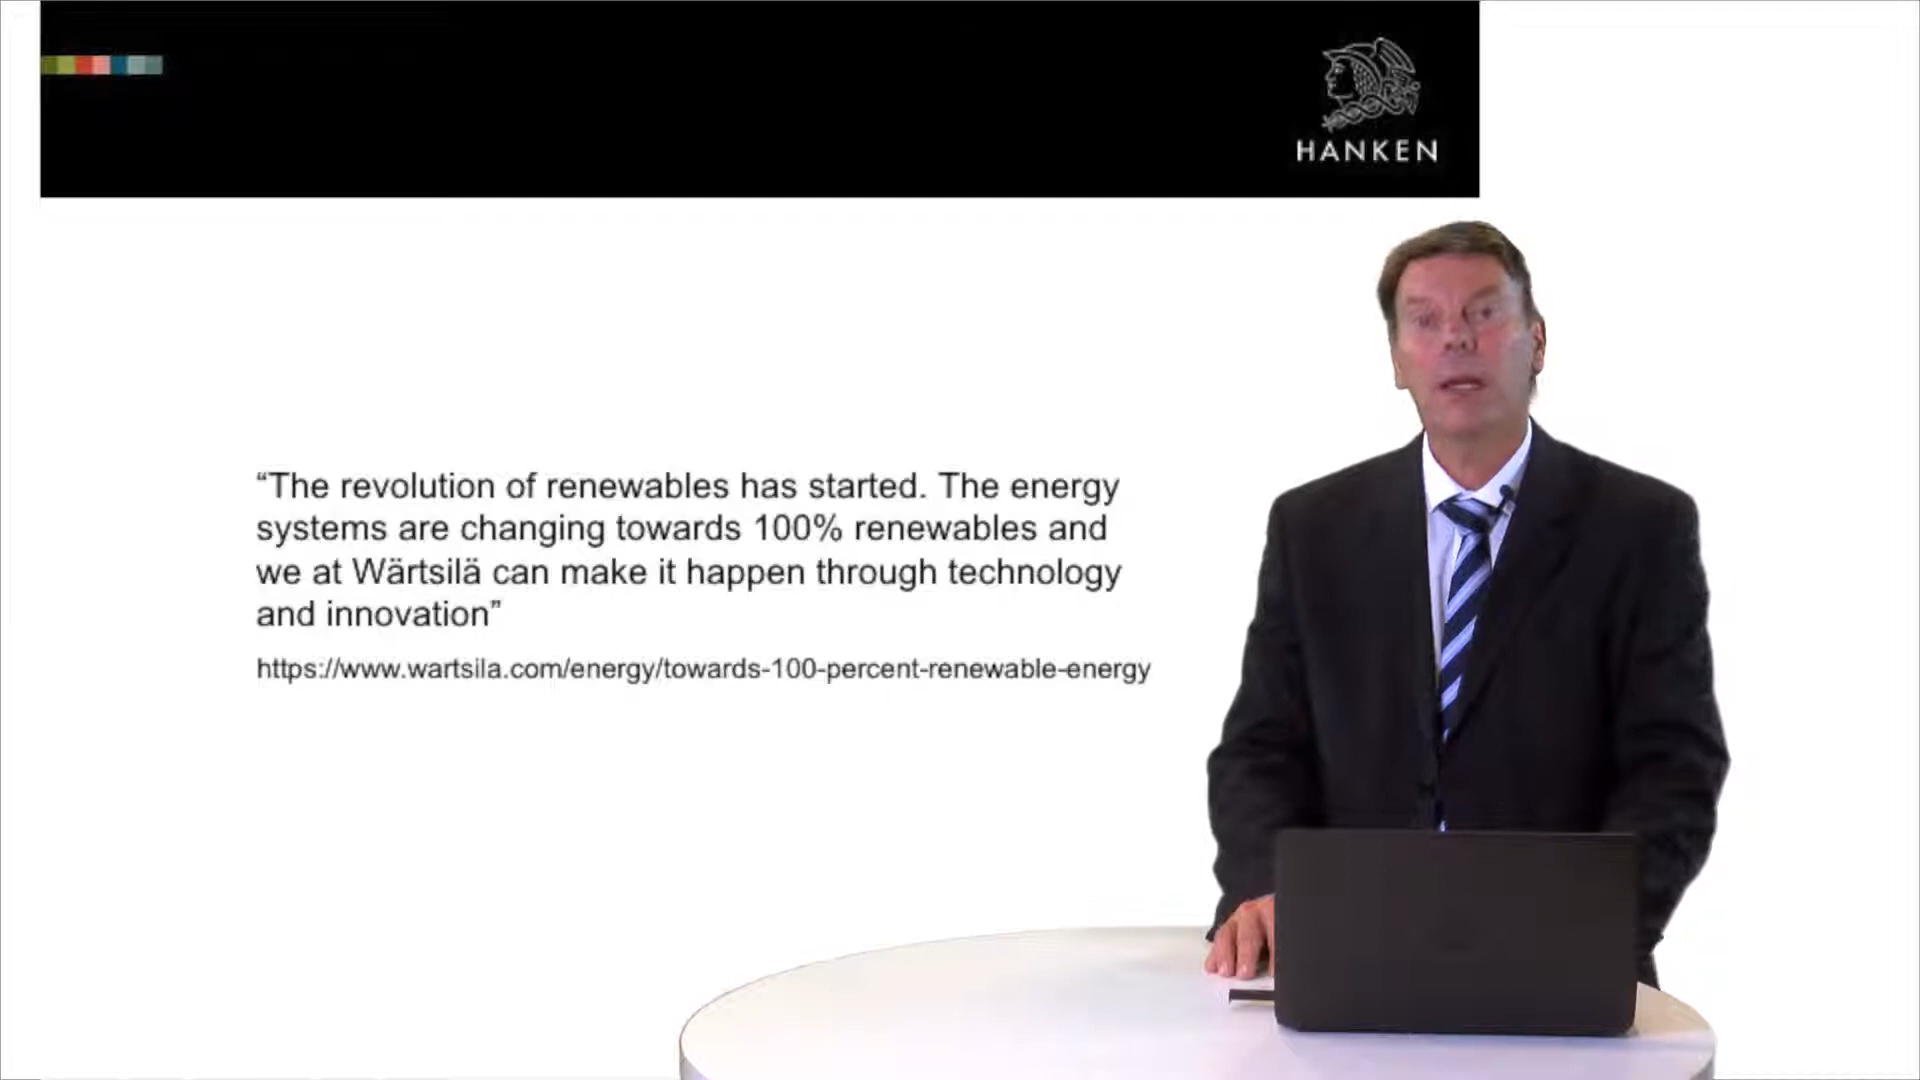 HANKEN
“The revolution of renewables has started. The energy
systems are changing towards 100% renewables and
we at Wärtsilä can make it happen through technology
and innovation”
https://www.wartsila.com/energy/towards-100-percent-renewable-energy